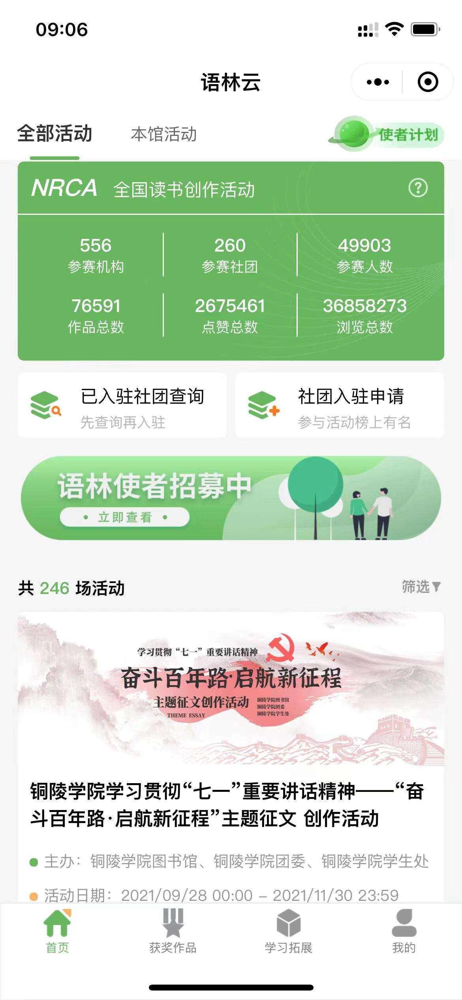 09:06
语林云
全部活动 本馆活动 使者计划
NRCA 全国读书创作活动 ?
556 260 49903
参赛机构 参赛社团 参赛人数
76591 2675461 36858273
作品总数 点赞总数 浏览总数
已入驻社团查询 社团入驻申请
先查询再入驻 参与活动榜上有名
语林使者招募中
• 立即查看 •
共 246 场活动 筛选
学习贯彻“七一”重要讲话精神
奋斗百年路·启航新征程
主题征文创作活动
THEME ESSAY
铜陵学院图书馆
铜陵学院团委
铜陵学院学生处
铜陵学院学习贯彻“七一”重要讲话精神——“奋
斗百年路·启航新征程”主题征文 创作活动
主办：铜陵学院图书馆、铜陵学院团委、铜陵学院学生处
活动日期：2021/09/28 00:00 – 2021/11/30 23:59
首页 获奖作品 学习拓展 我的